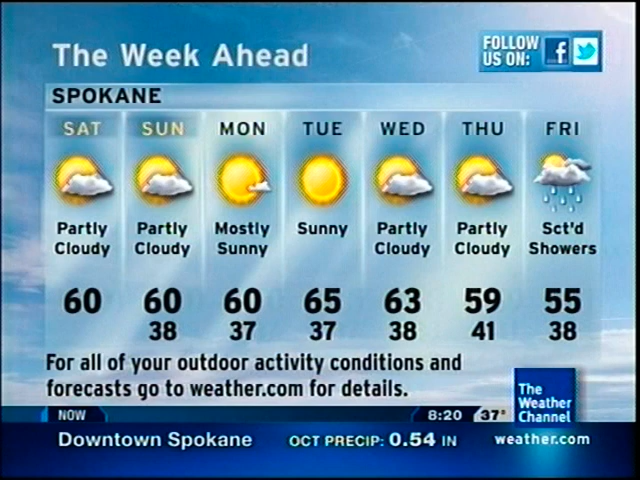 The Week Ahead
FOLLOW
US ON:
SPOKANE
SAT SUN MON TUE WED THU FRI
Partly Cloudy
Partly Cloudy
Mostly Sunny
Sunny
Partly Cloudy
Partly Cloudy
Sct'd Showers
60 60 60 65 63 59 55
38 37 37 38 41 38
For all of your outdoor activity conditions and
forecasts go to weather.com for details.
The
Weather
Channel
NOW 8:20 37°
Downtown Spokane OCT PRECIP: 0.54 IN weather.com